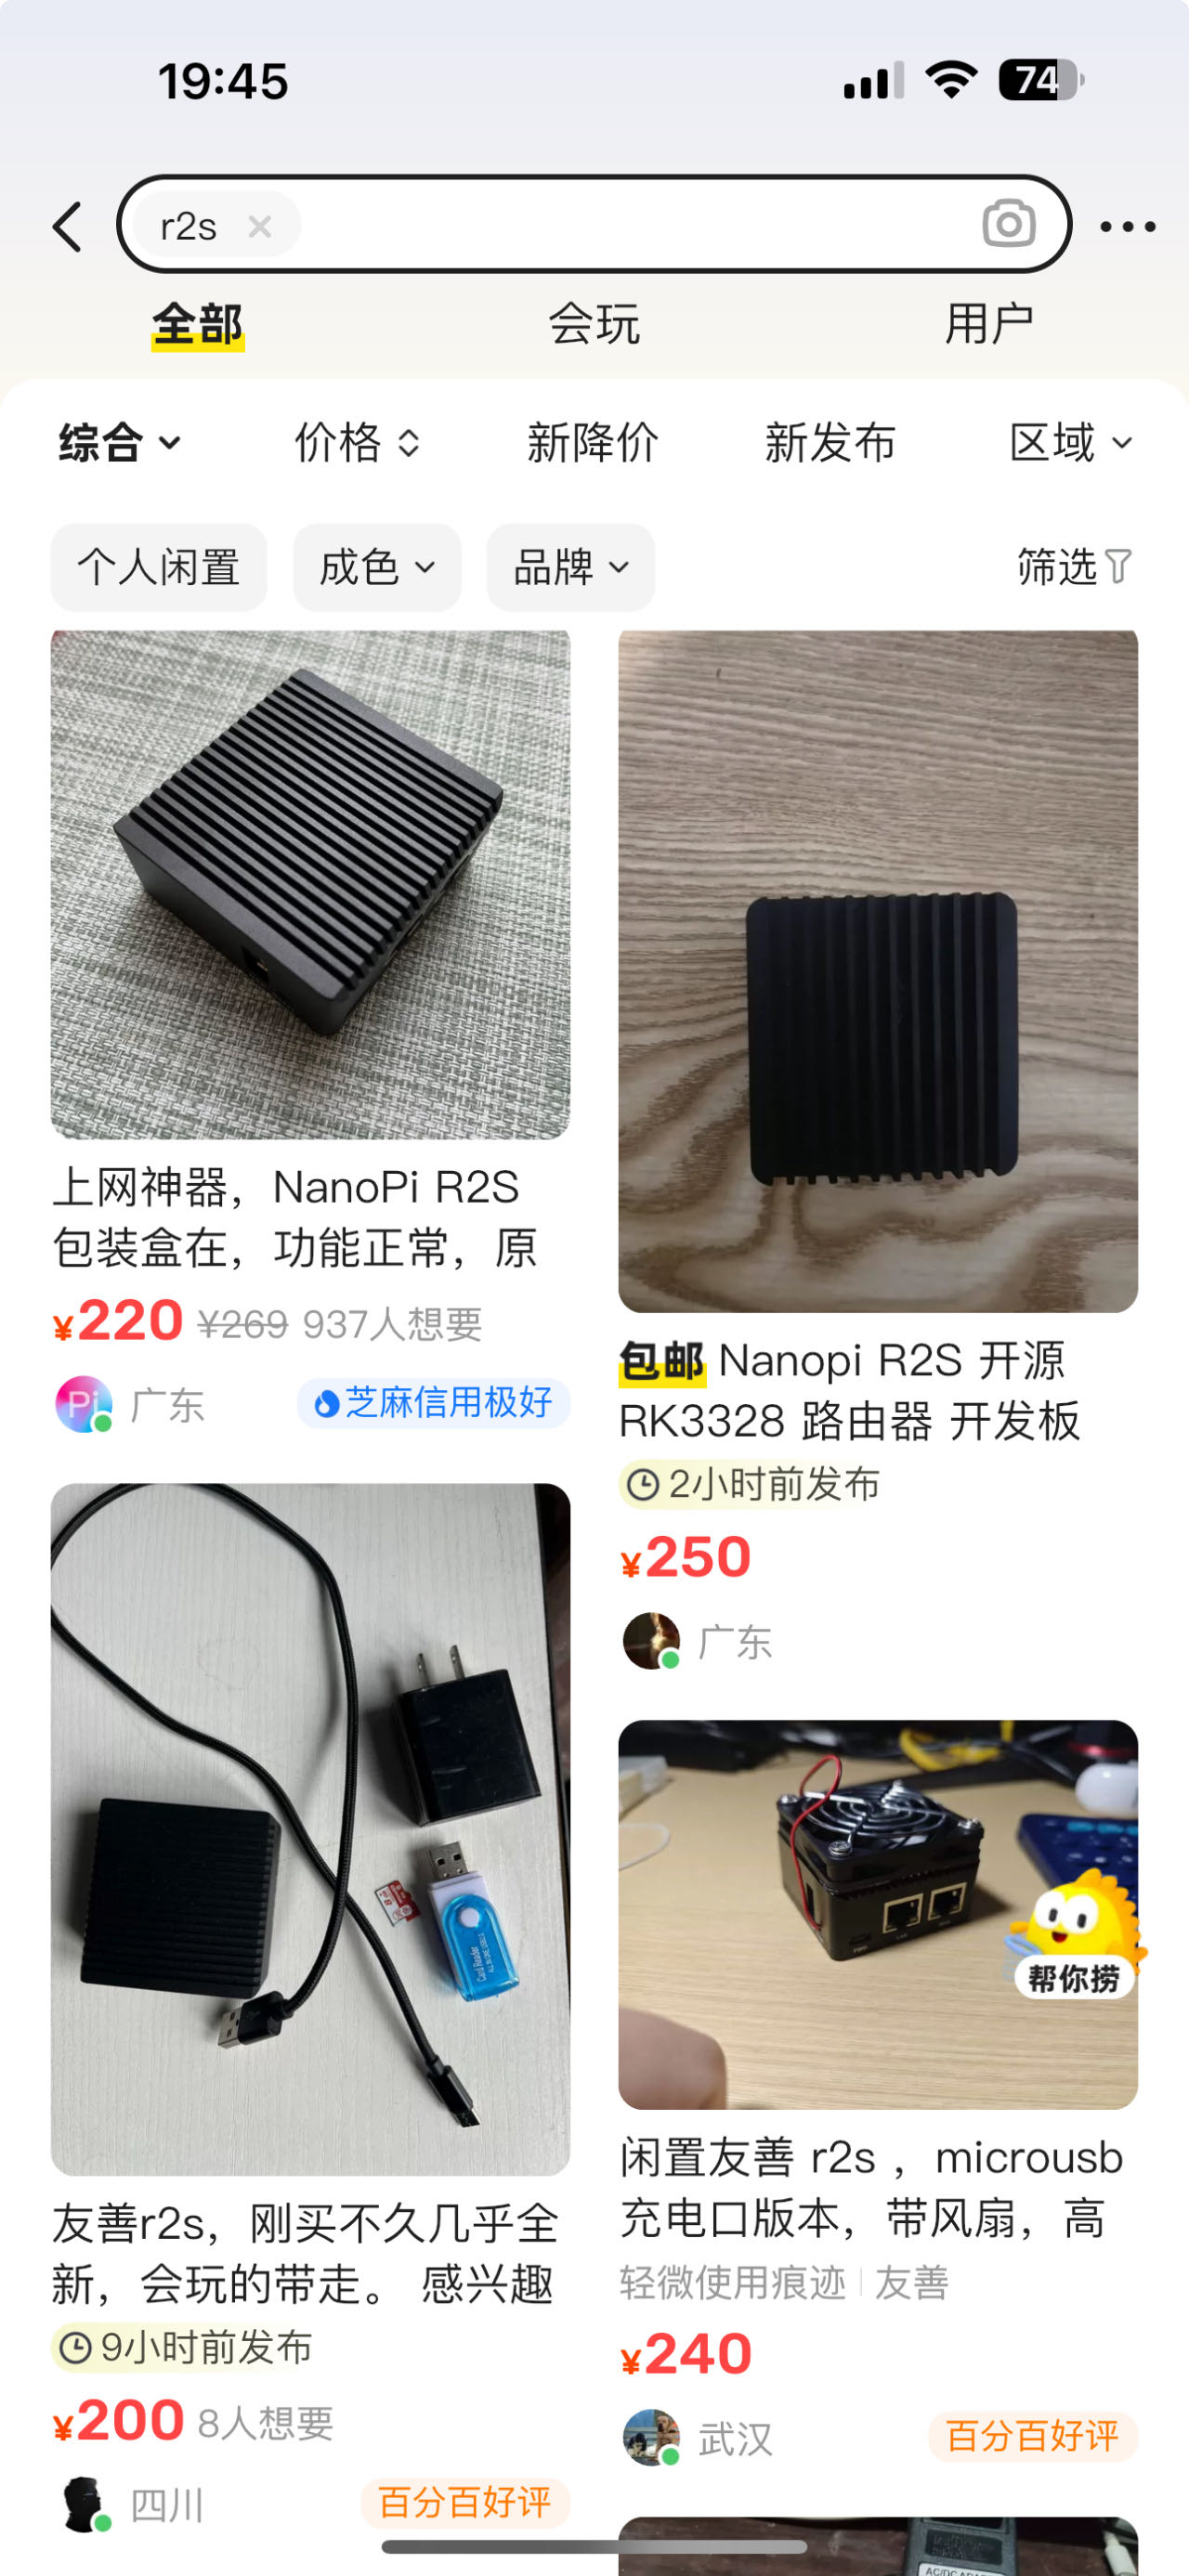 19:45
74
r2s
全部
会玩
用户
综合
价格
新降价
新发布
区域
个人闲置
成色
品牌
筛选
上网神器，NanoPi R2S
包装盒在，功能正常，原
¥220 ¥269 937人想要
Pi 广东 芝麻信用极好
包邮 Nanopi R2S 开源
RK3328 路由器 开发板
2小时前发布
¥250
广东
Card Reader
帮你捞
友善r2s，刚买不久几乎全
新，会玩的带走。 感兴趣
9小时前发布
¥200 8人想要
四川 百分百好评
闲置友善 r2s ，microusb
充电口版本，带风扇，高
轻微使用痕迹 友善
¥240
武汉 百分百好评